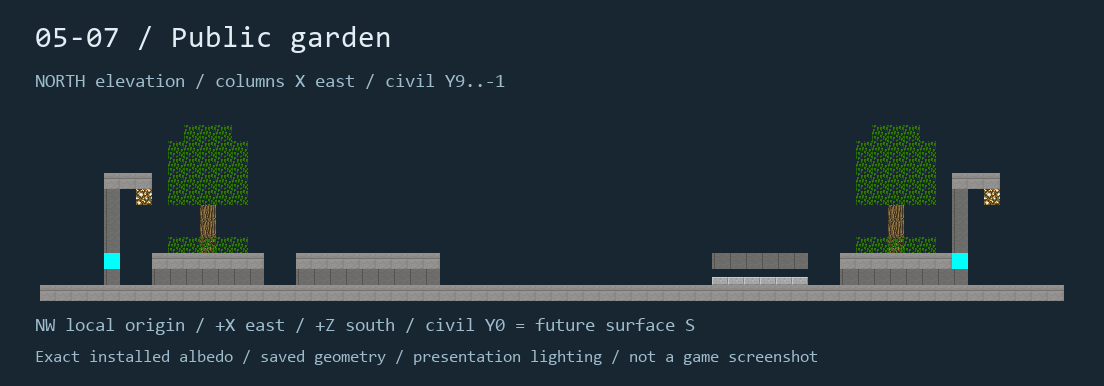 05-07 / Public garden
NORTH elevation / columns X east / civil Y9..-1
NW local origin / +X east / +Z south / civil Y0 = future surface S
Exact installed albedo / saved geometry / presentation lighting / not a game screenshot